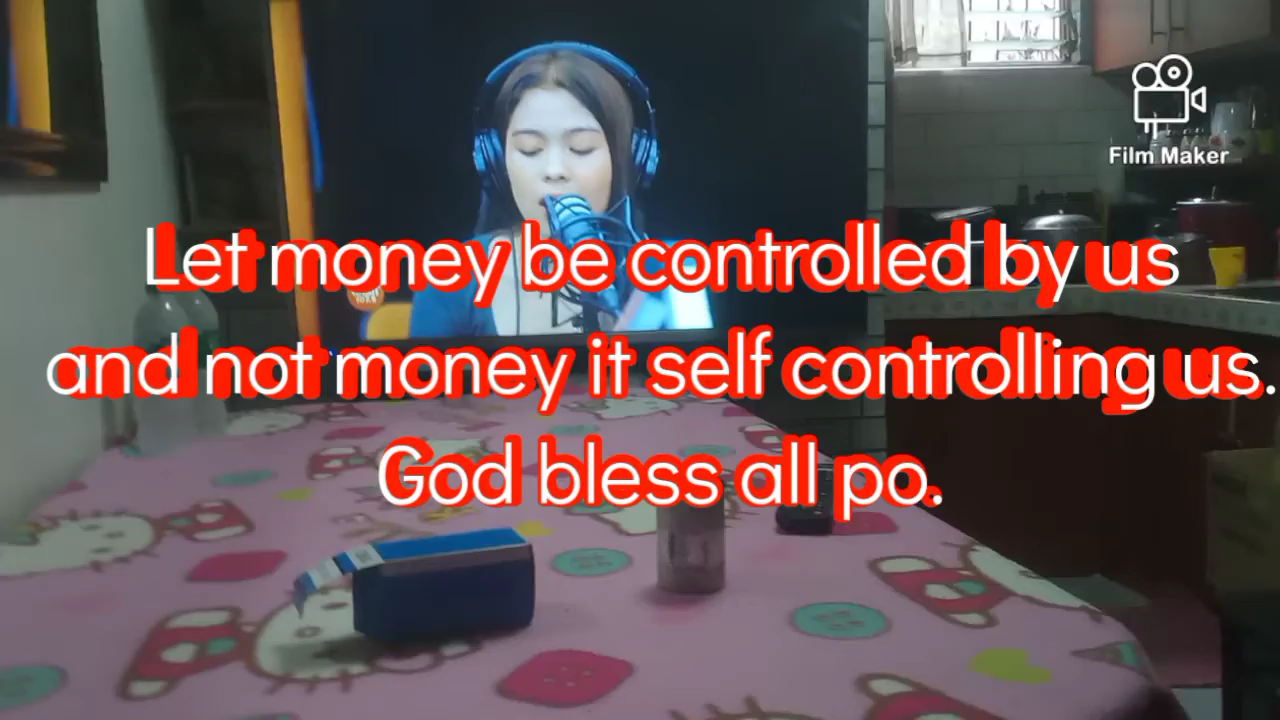 Film Maker
Let money be controlled by us
and not money it self controlling us.
God bless all po.